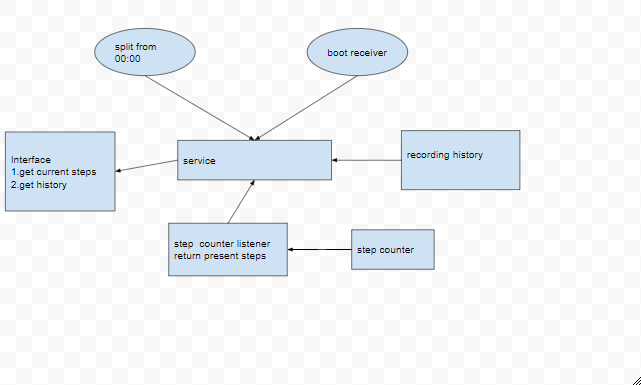 split from
00:00
boot receiver
Interface
1.get current steps
2.get history
service
recording history
step counter listener
return present steps
step counter